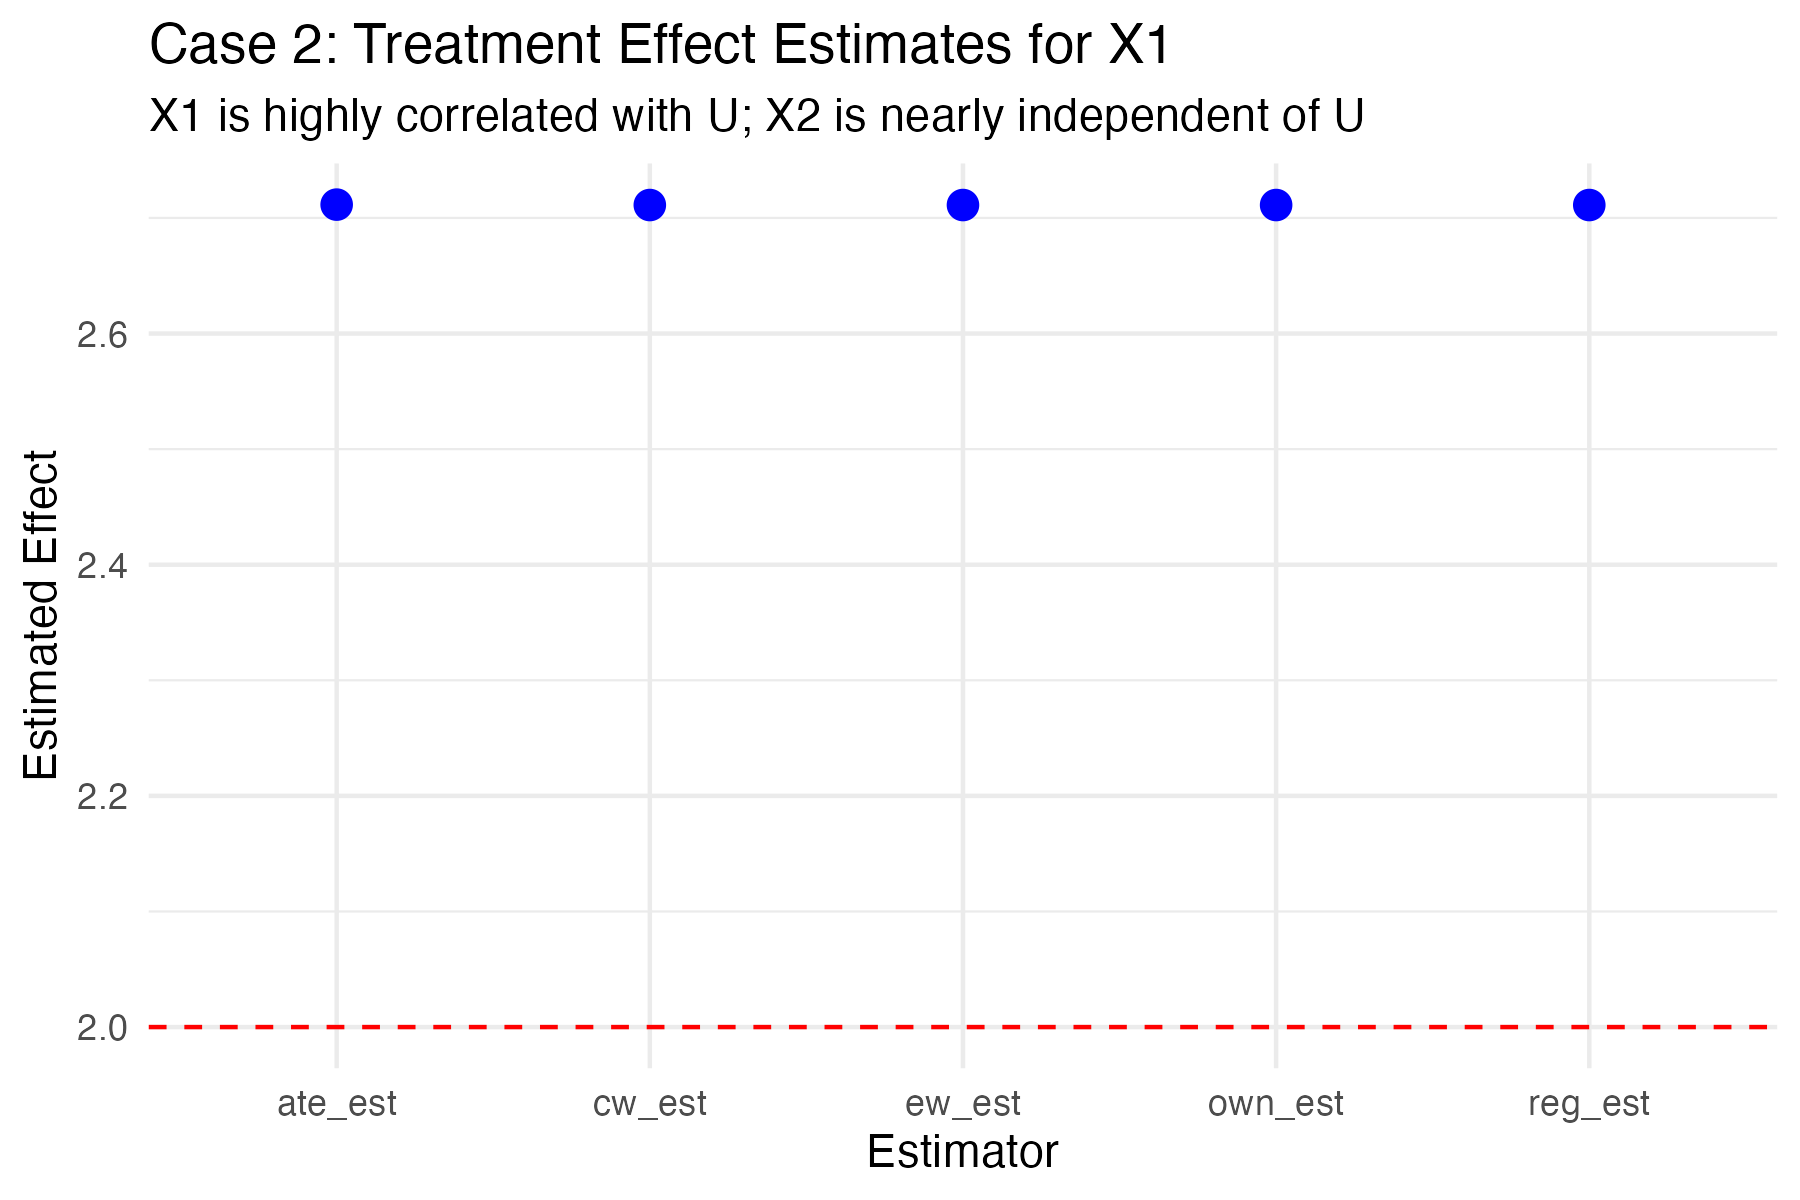 Case 2: Treatment Effect Estimates for X1
X1 is highly correlated with U; X2 is nearly independent of U
Estimated Effect
2.6
2.4
2.2
2.0
ate_est
cw_est
ew_est
own_est
reg_est
Estimator